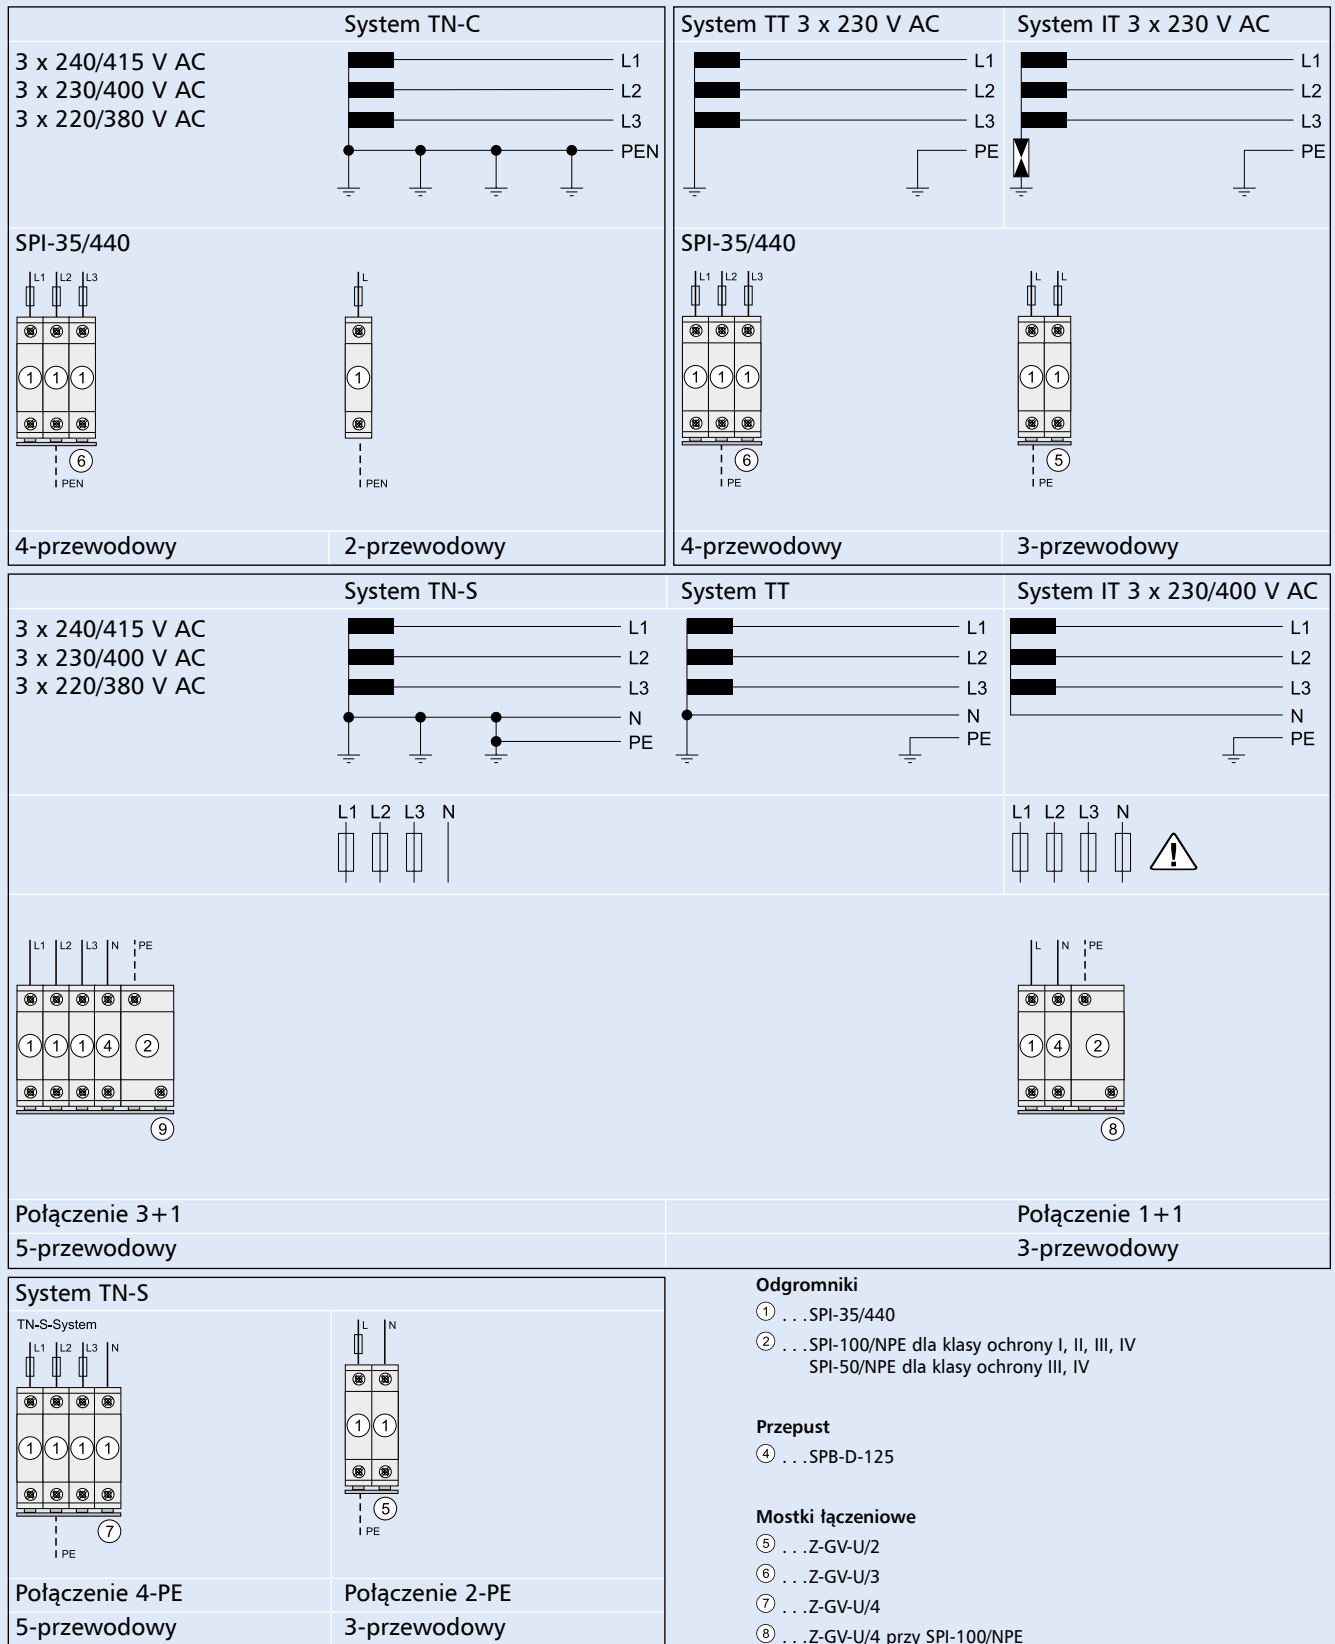 System TN-C
3 x 240/415 V AC
3 x 230/400 V AC
3 x 220/380 V AC
L1
L2
L3
PEN
System TT 3 x 230 V AC
L1
L2
L3
PE
System IT 3 x 230 V AC
L1
L2
L3
PE
SPI-35/440
L1 L2 L3
1 1 1
6
PEN
L
1
PEN
4-przewodowy
2-przewodowy
SPI-35/440
L1 L2 L3
1 1 1
6
PE
L L
1 1
5
PE
4-przewodowy
3-przewodowy
System TN-S
System TT
System IT 3 x 230/400 V AC
3 x 240/415 V AC
3 x 230/400 V AC
3 x 220/380 V AC
L1
L2
L3
N
PE
L1
L2
L3
N
PE
L1
L2
L3
N
PE
L1 L2 L3 N
L1 L2 L3 N
!
L1 L2 L3 N PE
1 1 1 4 2
9
L N PE
1 4 2
8
Połączenie 3+1
Połączenie 1+1
5-przewodowy
3-przewodowy
System TN-S
TN-S-System
L1 L2 L3 N
1 1 1 1
7
PE
L N
1 1
5
PE
Połączenie 4-PE
Połączenie 2-PE
5-przewodowy
3-przewodowy
Odgromniki
1 . . .SPI-35/440
2 . . .SPI-100/NPE dla klasy ochrony I, II, III, IV
SPI-50/NPE dla klasy ochrony III, IV
Przepust
4 . . .SPB-D-125
Mostki łączeniowe
5 . . .Z-GV-U/2
6 . . .Z-GV-U/3
7 . . .Z-GV-U/4
8 . . .Z-GV-U/4 przy SPI-100/NPE